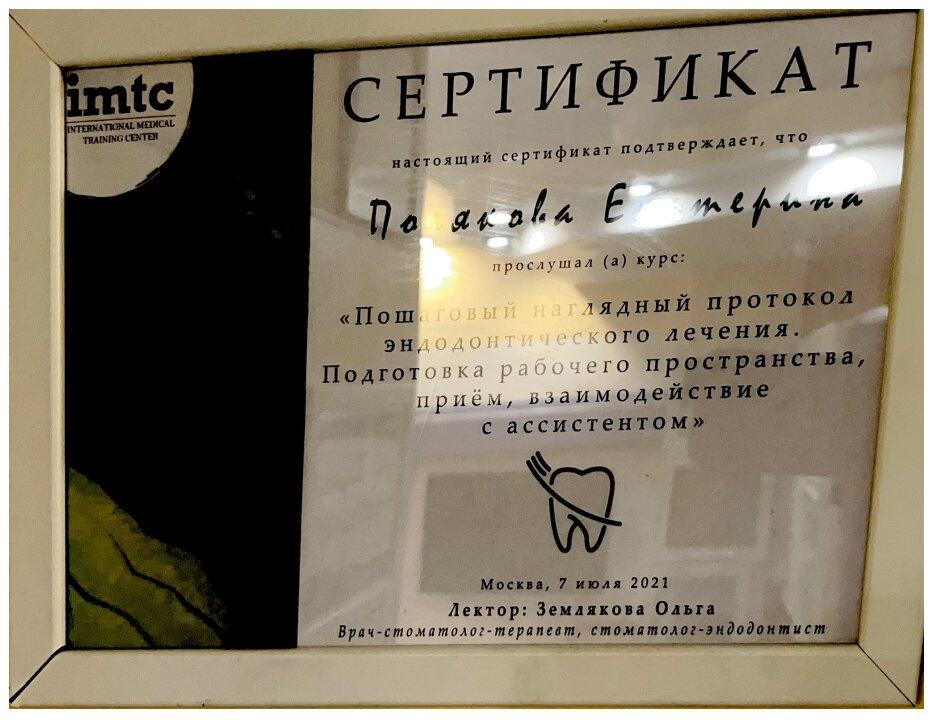 imtc
INTERNATIONAL MEDICAL
TRAINING CENTER
СЕРТИФИКАТ
настоящий сертификат подтверждает, что
Полякова Екатерина
прослушал (а) курс:
«Пошаговый наглядный протокол
эндодонтического лечения.
Подготовка рабочего пространства,
приём, взаимодействие
с ассистентом»
Москва, 7 июля 2021
Лектор: Землякова Ольга
Врач-стоматолог-терапевт, стоматолог-эндодонтист